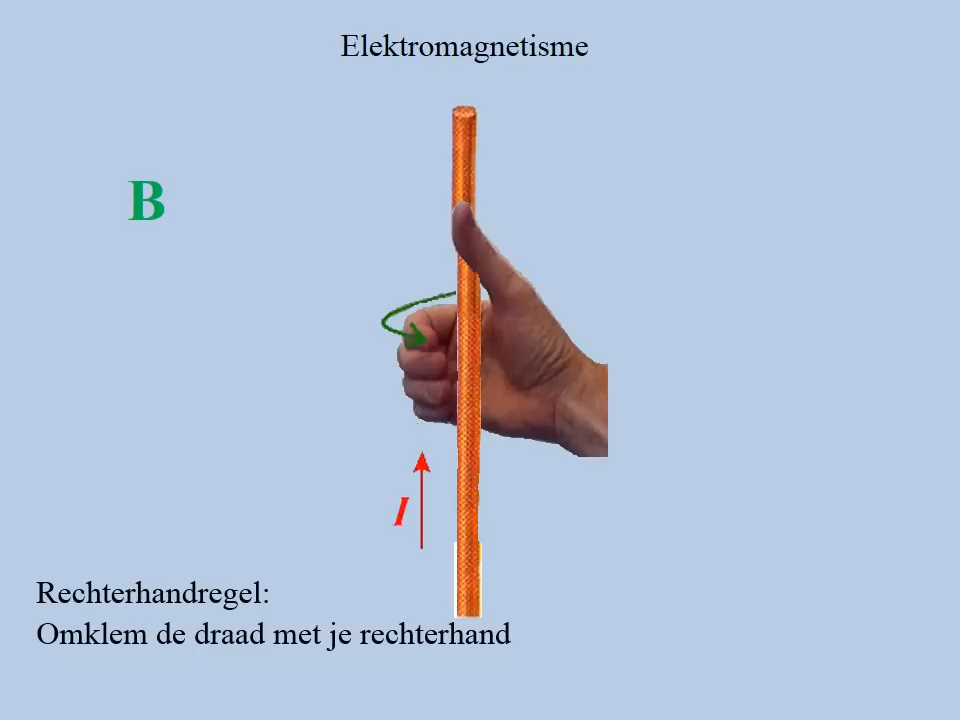 Elektromagnetisme
B
I
Rechterhandregel:
Omklem de draad met je rechterhand